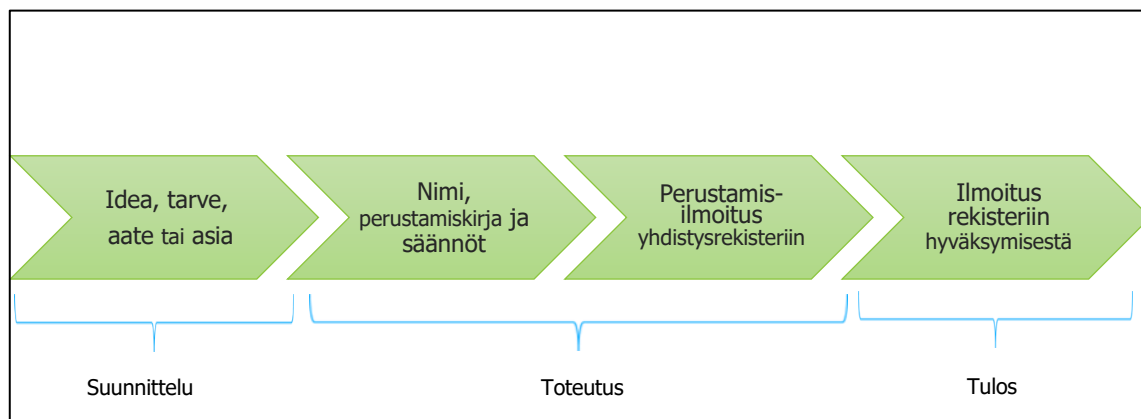 Idea, tarve,
aate tai asia
Nimi,
perustamiskirja ja
säännöt
Perustamis-
ilmoitus
yhdistysrekisteriin
Ilmoitus
rekisteriin
hyväksymisestä
Suunnittelu
Toteutus
Tulos